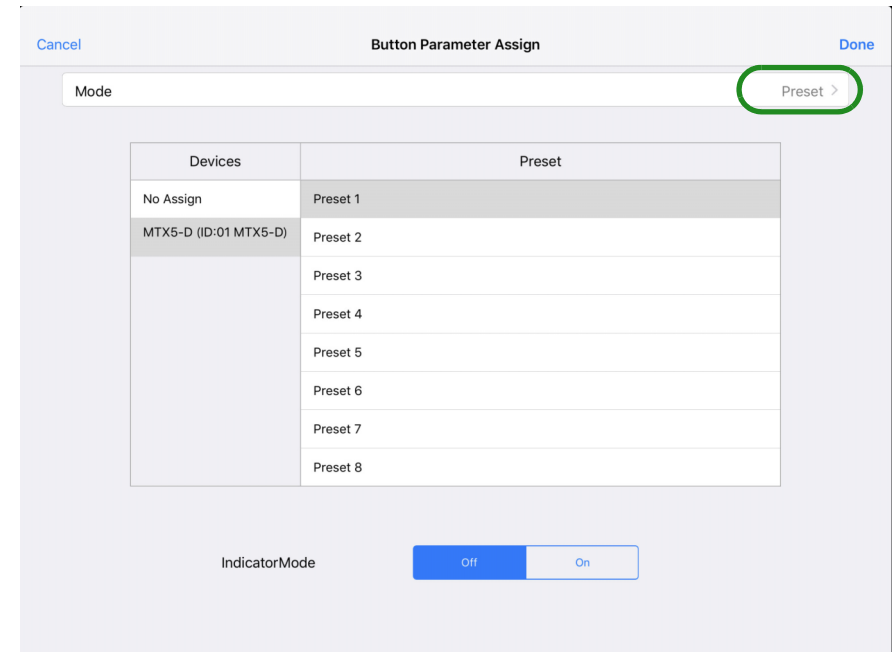 Cancel Button Parameter Assign Done
Mode Preset >
Devices Preset
No Assign Preset 1
MTX5-D (ID:01 MTX5-D) Preset 2
Preset 3
Preset 4
Preset 5
Preset 6
Preset 7
Preset 8
IndicatorMode Off On